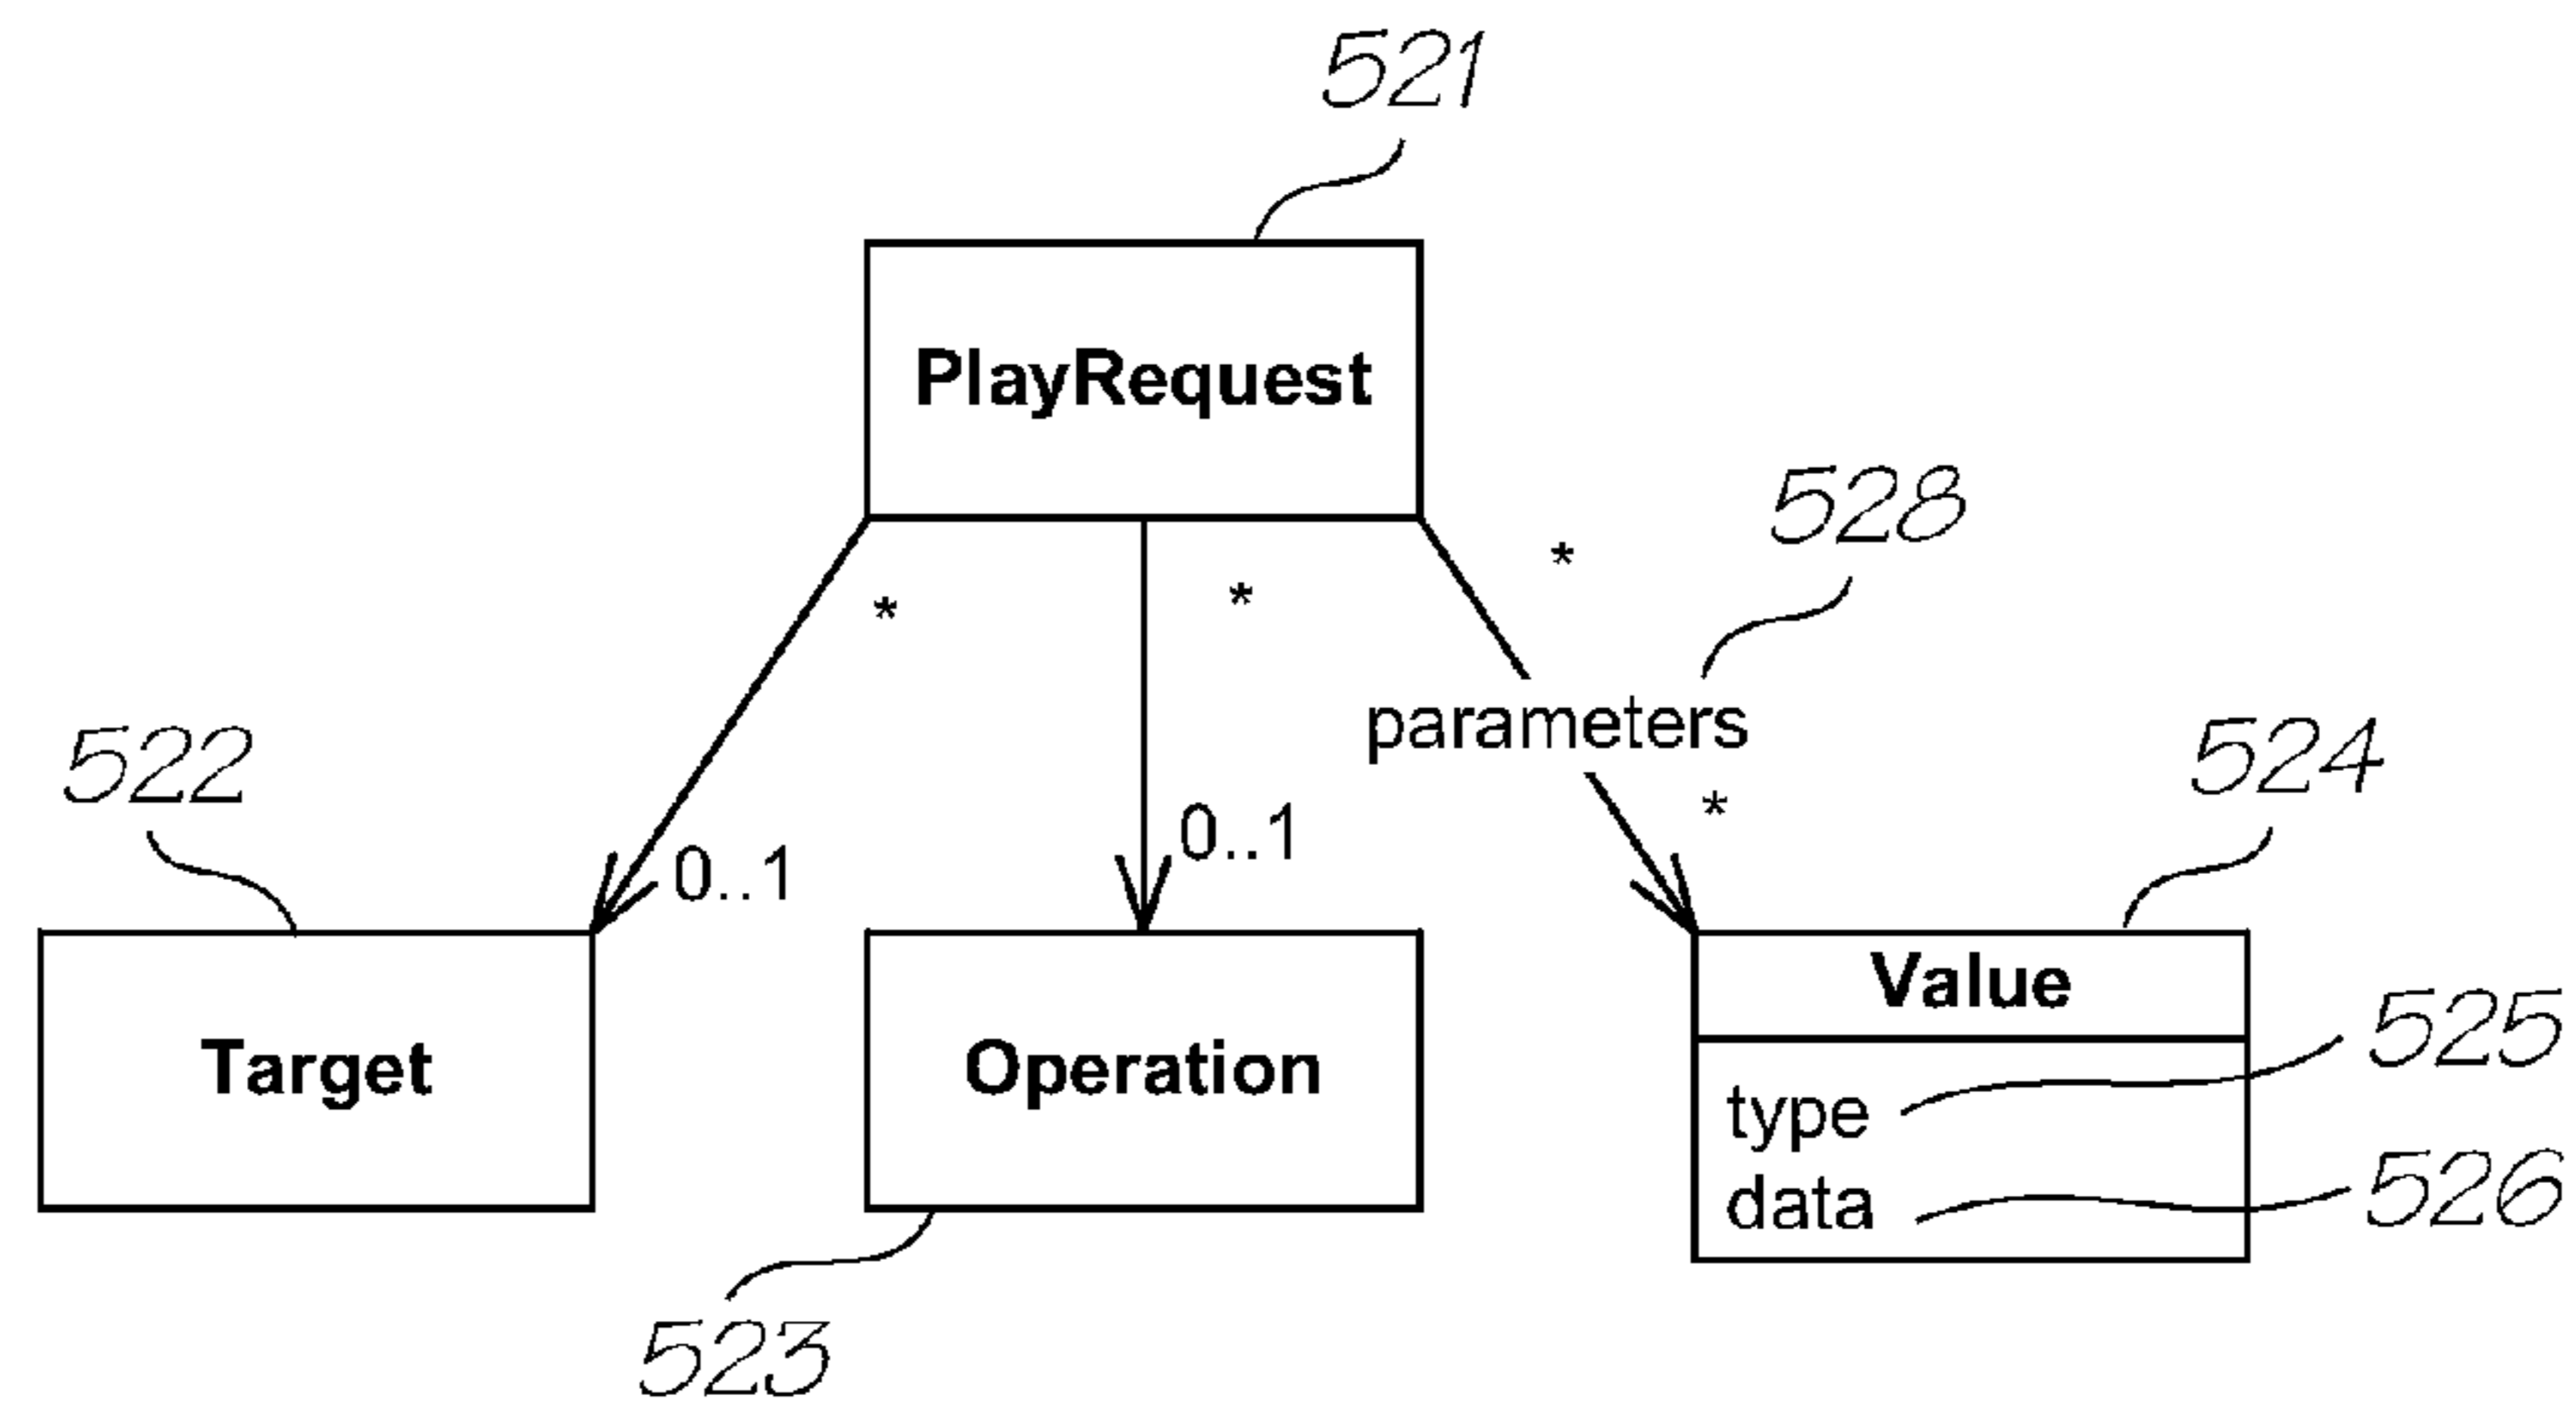 521
PlayRequest
528
*
*
*
parameters
522
524
*
0..1
0..1
Value
525
Target
Operation
type
526
data
523